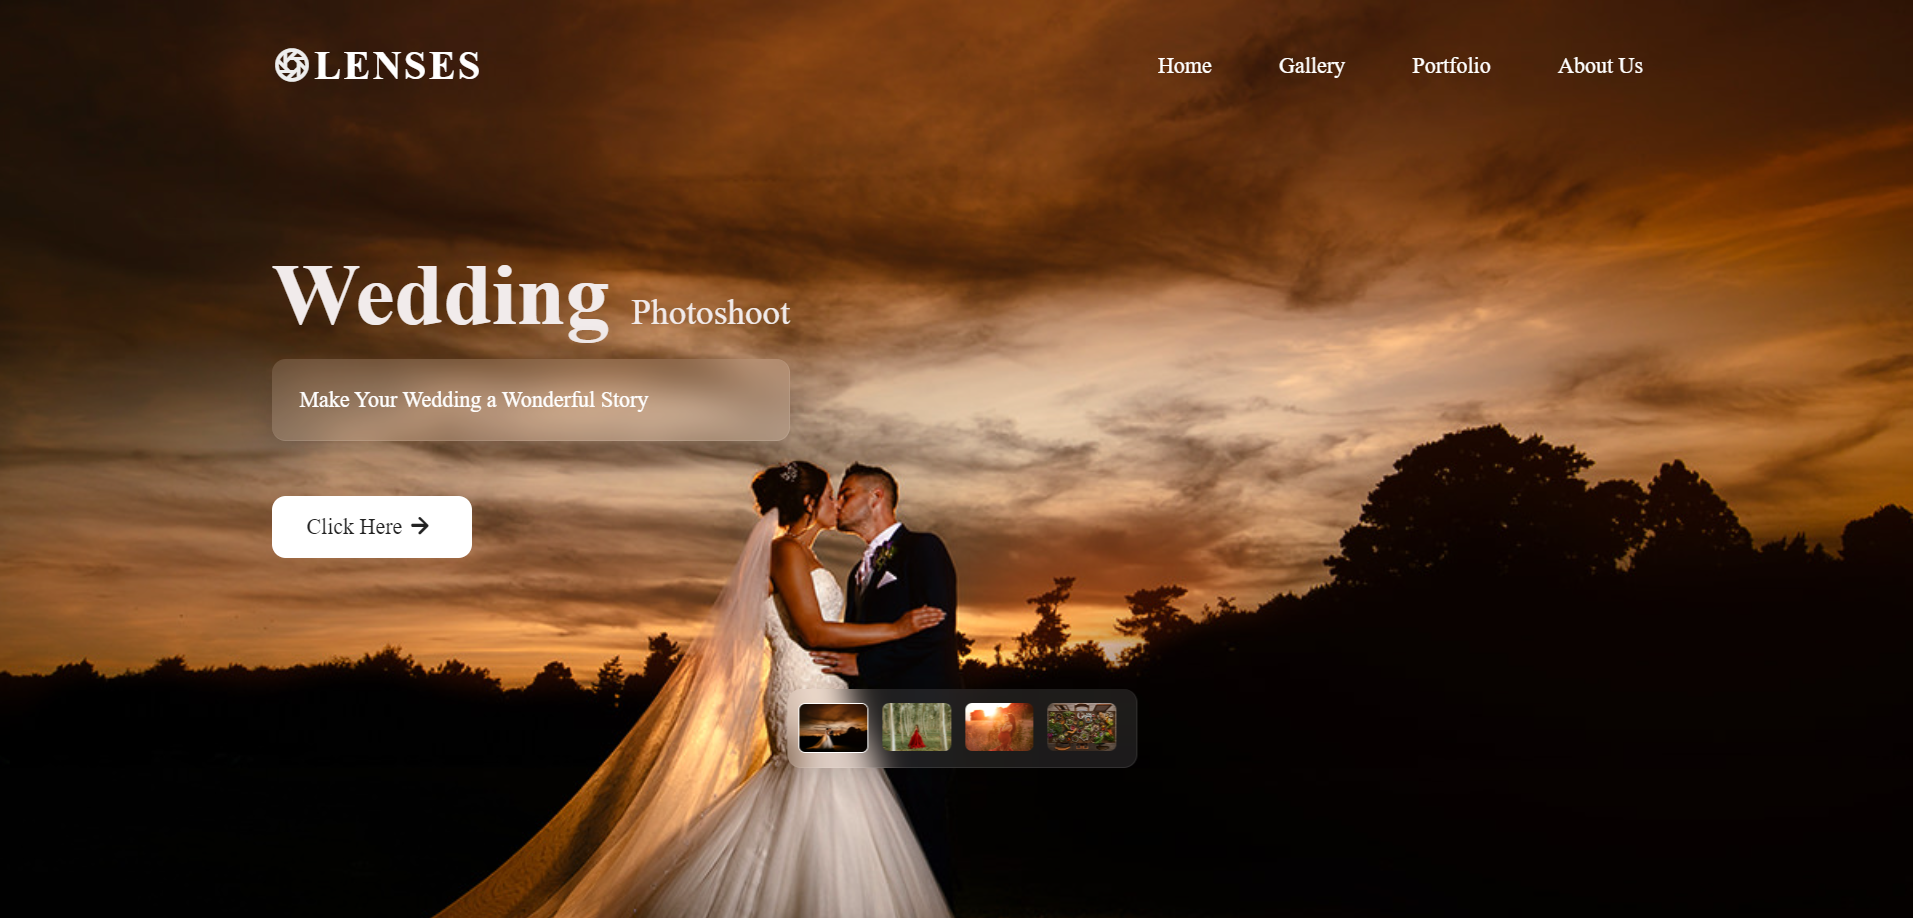 LENSES
Home Gallery Portfolio About Us
Wedding Photoshoot
Make Your Wedding a Wonderful Story
Click Here